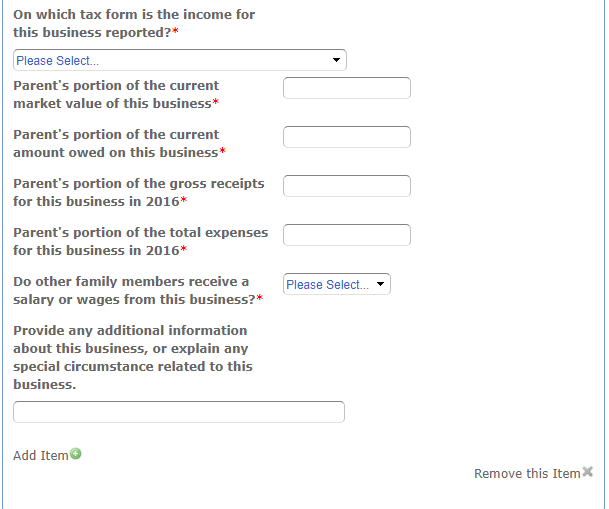 On which tax form is the income for
this business reported?*
Please Select...
Parent's portion of the current
market value of this business*
Parent's portion of the current
amount owed on this business*
Parent's portion of the gross receipts
for this business in 2016*
Parent's portion of the total expenses
for this business in 2016*
Do other family members receive a
salary or wages from this business?*
Please Select...
Provide any additional information
about this business, or explain any
special circumstance related to this
business.
Add Item
Remove this Item